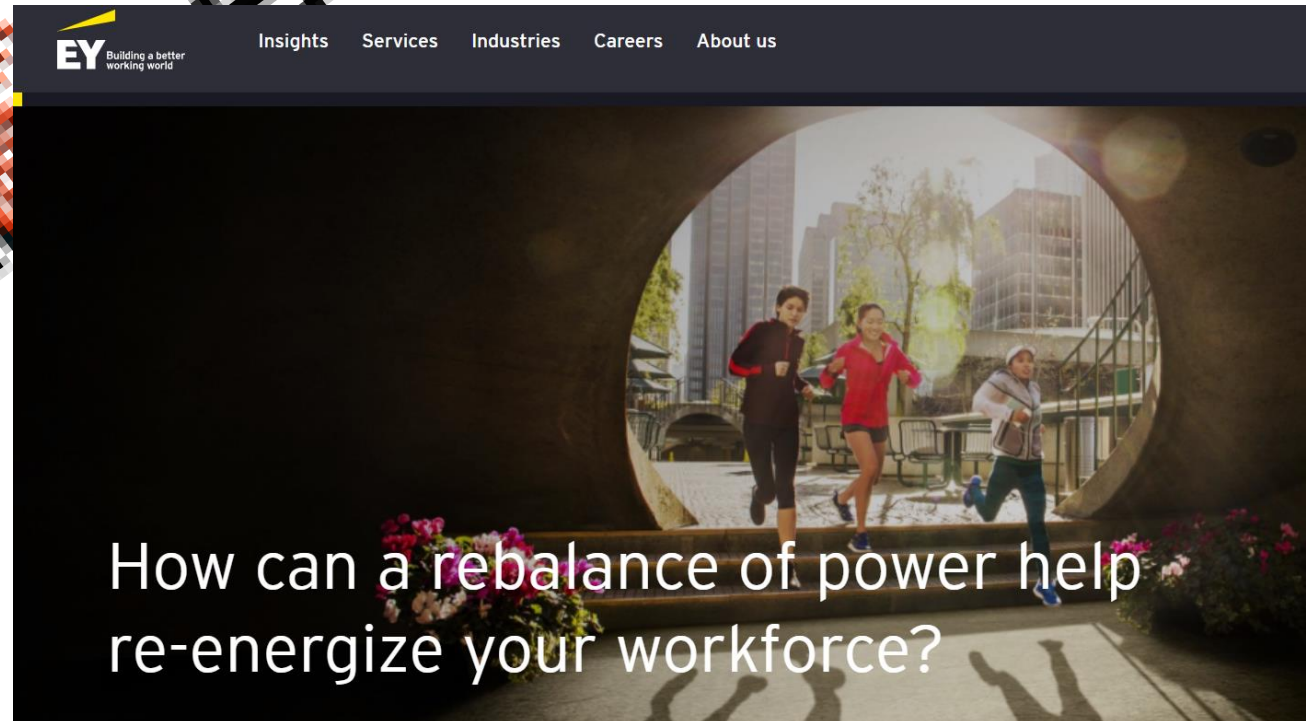 EY
Building a better
working world
Insights Services Industries Careers About us
How can a rebalance of power help
re-energize your workforce?